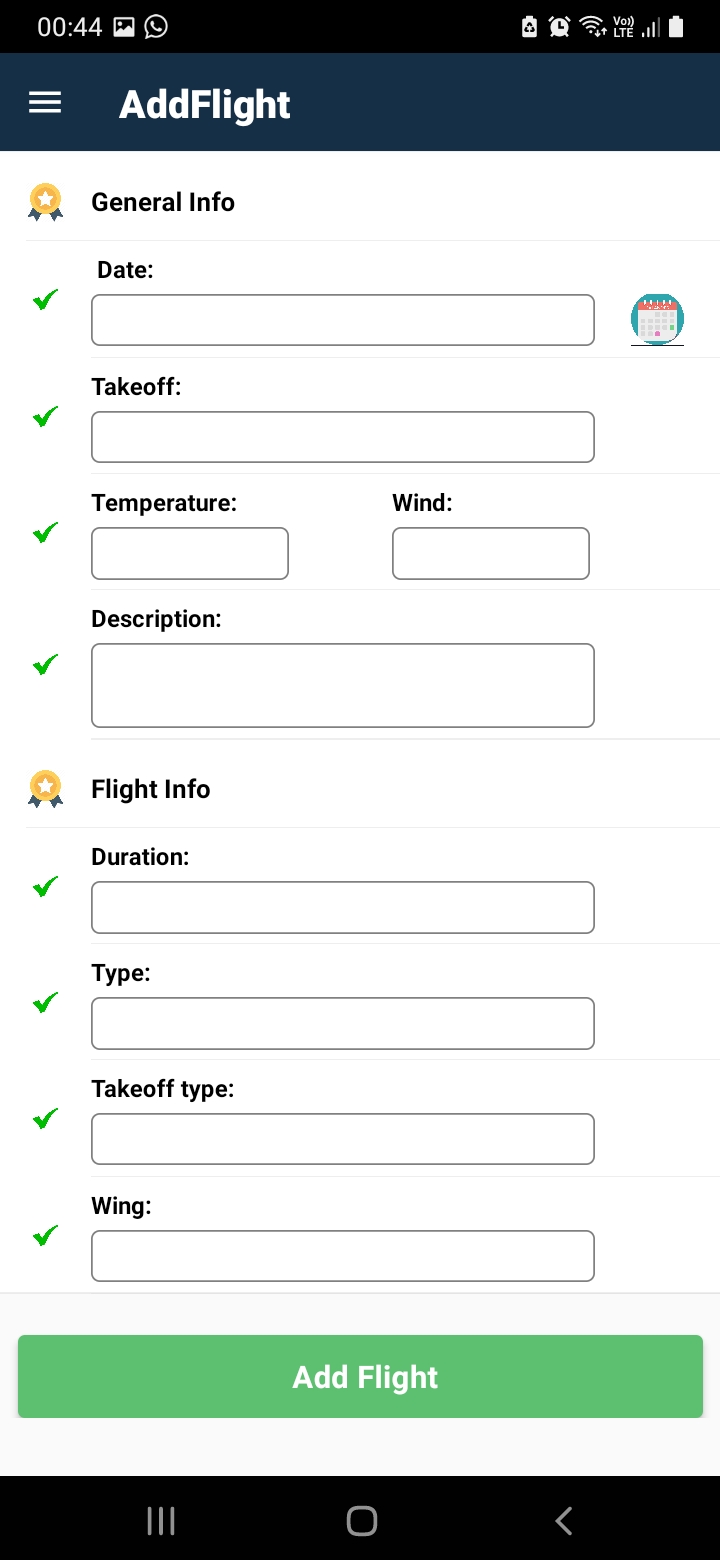 00:44
Vo)) LTE
AddFlight
General Info
Date:
Takeoff:
Temperature: Wind:
Description:
Flight Info
Duration:
Type:
Takeoff type:
Wing:
Add Flight